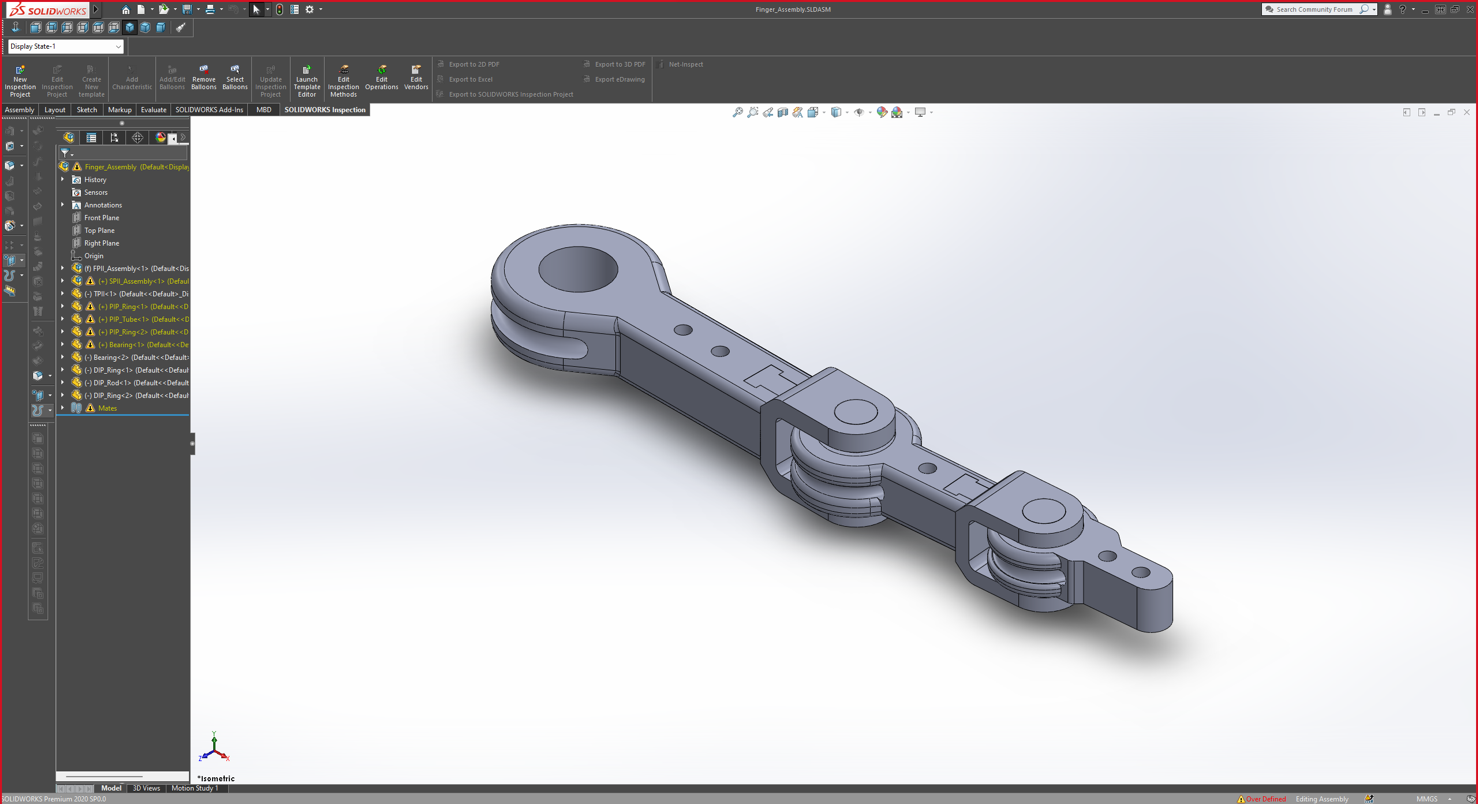 SOLIDWORKS
Finger_Assembly.SLDASM
Search Community Forum
Display State-1
New Inspection Project
Edit Inspection Project
Create New template
Add Characteristic
Add/Edit Balloons
Remove Balloons
Select Balloons
Update Inspection Project
Launch Template Editor
Edit Inspection Methods
Edit Operations
Edit Vendors
Export to 2D PDF
Export to Excel
Export to SOLIDWORKS Inspection Project
Export to 3D PDF
Export eDrawing
Net-Inspect
Assembly Layout Sketch Markup Evaluate SOLIDWORKS Add-Ins MBD SOLIDWORKS Inspection
Finger_Assembly (Default<Display
History
Sensors
Annotations
Front Plane
Top Plane
Right Plane
Origin
(f) FPII_Assembly<1> (Default<Dis
(+) SPII_Assembly<1> (Defau
(-) TPII<1> (Default<<Default>_Di
(+) PIP_Ring<1> (Default<<D
(+) PIP_Tube<1> (Default<<D
(+) PIP_Ring<2> (Default<<D
(+) Bearing<1> (Default<<De
(-) Bearing<2> (Default<<Default>
(-) DIP_Ring<1> (Default<<Defaul
(-) DIP_Rod<1> (Default<<Default
(-) DIP_Ring<2> (Default<<Defaul
Mates
Y
Z
X
*Isometric
Model 3D Views Motion Study 1
SOLIDWORKS Premium 2020 SP0.0
Over Defined Editing Assembly MMGS